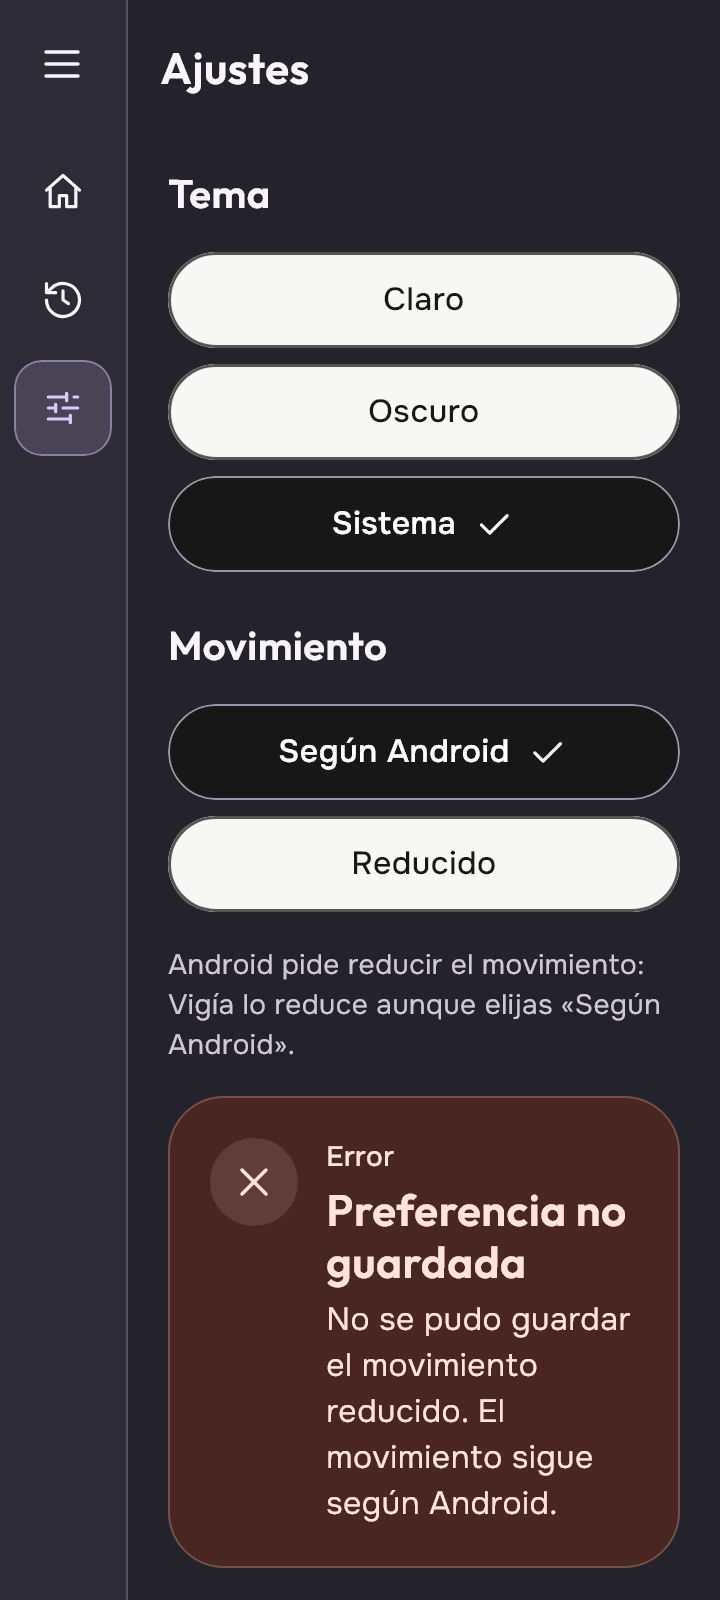 Ajustes
Tema
Claro
Oscuro
Sistema
Movimiento
Según Android
Reducido
Android pide reducir el movimiento:
Vigía lo reduce aunque elijas «Según
Android».
Error
Preferencia no
guardada
No se pudo guardar
el movimiento
reducido. El
movimiento sigue
según Android.